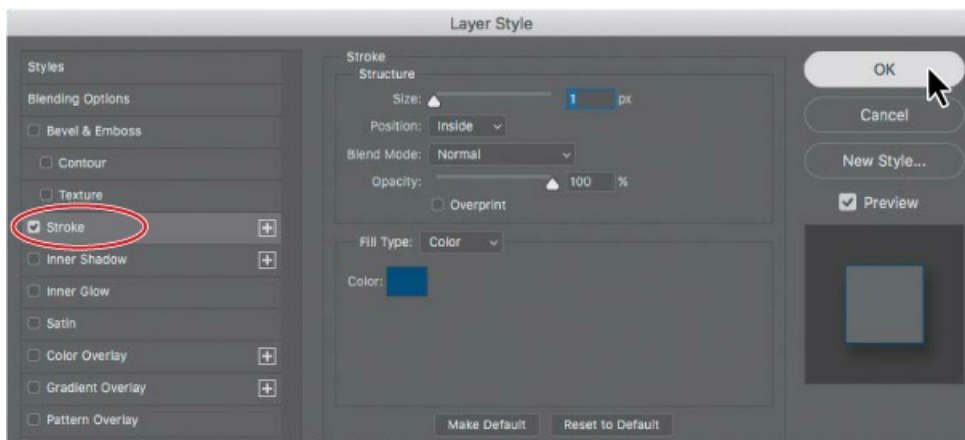 Layer Style
Styles
Blending Options
Bevel & Emboss
Contour
Texture
Stroke
Inner Shadow
Inner Glow
Satin
Color Overlay
Gradient Overlay
Pattern Overlay
Stroke
Structure
Size: 1 px
Position: Inside
Blend Mode: Normal
Opacity: 100 %
Overprint
Fill Type: Color
Color:
Make Default Reset to Default
OK
Cancel
New Style...
Preview